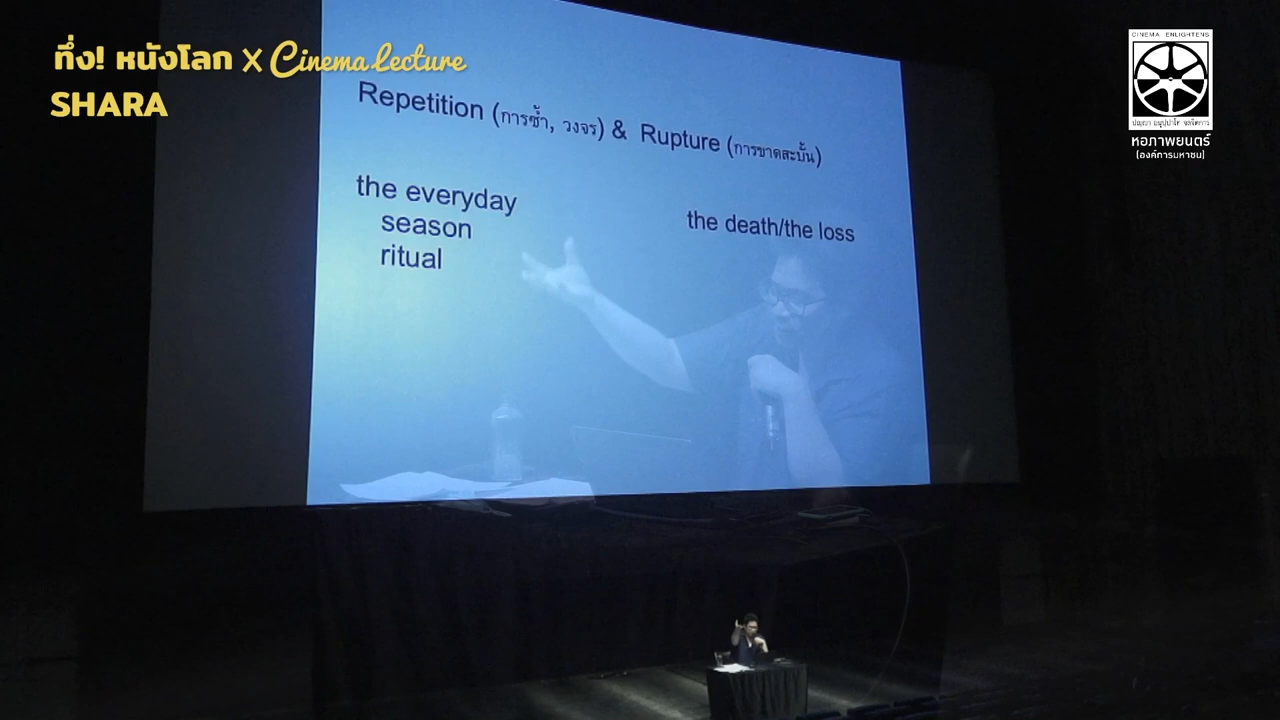 ทึ่ง! หนังโลก X Cinema Lecture
SHARA
Repetition (การซ้ำ, วงจร) & Rupture (การขาดสะบั้น)
the everyday
season
ritual
the death/the loss
CINEMA ENLIGHTENS
หอภาพยนตร์
(องค์การมหาชน)